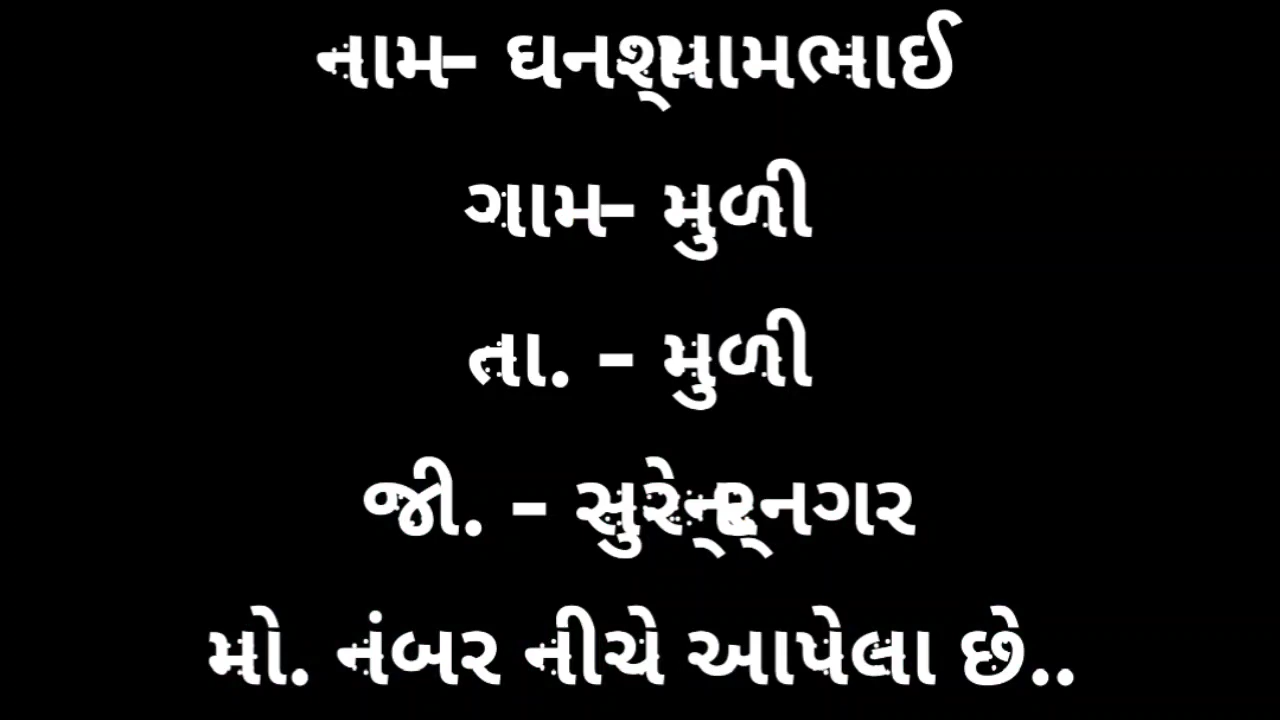 નામ- ઘનશ્યામભાઈ
ગામ- મુળી
તા. - મુળી
જી. - સુરેન્દ્રનગર
મો. નંબર નીચે આપેલા છે..